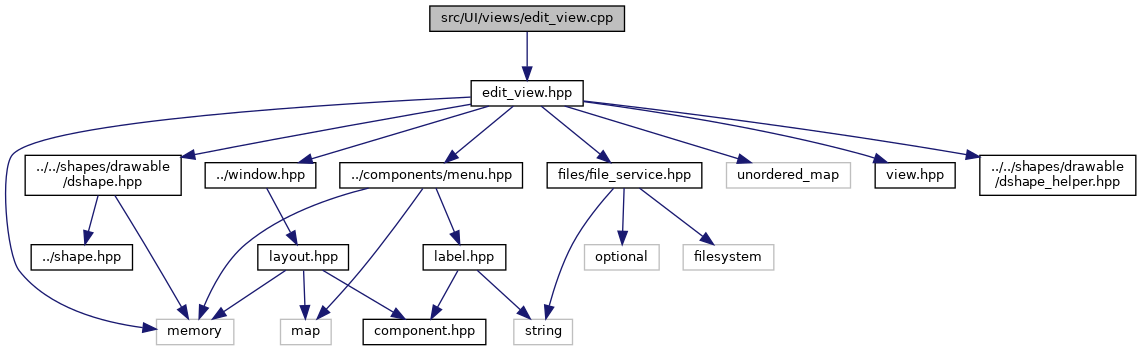 src/UI/views/edit_view.cpp
edit_view.hpp
../../shapes/drawable
/dshape.hpp
../window.hpp
../components/menu.hpp
files/file_service.hpp
unordered_map
view.hpp
../../shapes/drawable
/dshape_helper.hpp
../shape.hpp
layout.hpp
label.hpp
optional
filesystem
memory
map
component.hpp
string